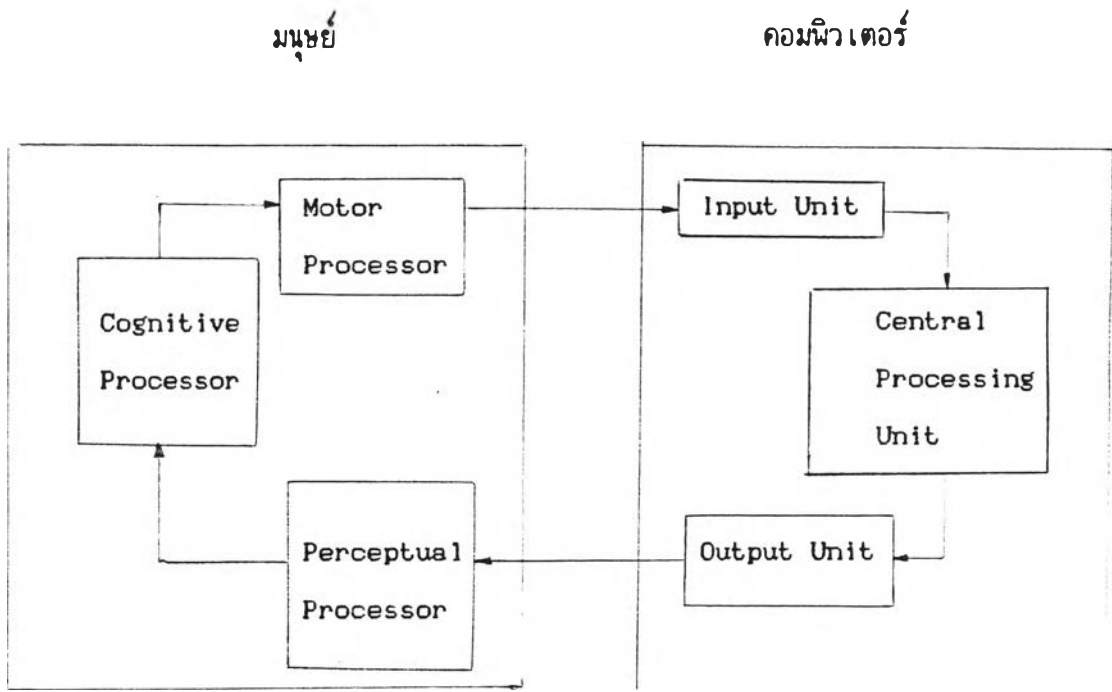 มนุษย์
คอมพิวเตอร์
Motor
Processor
Input Unit
Cognitive
Processor
Central
Processing
Unit
Perceptual
Processor
Output Unit